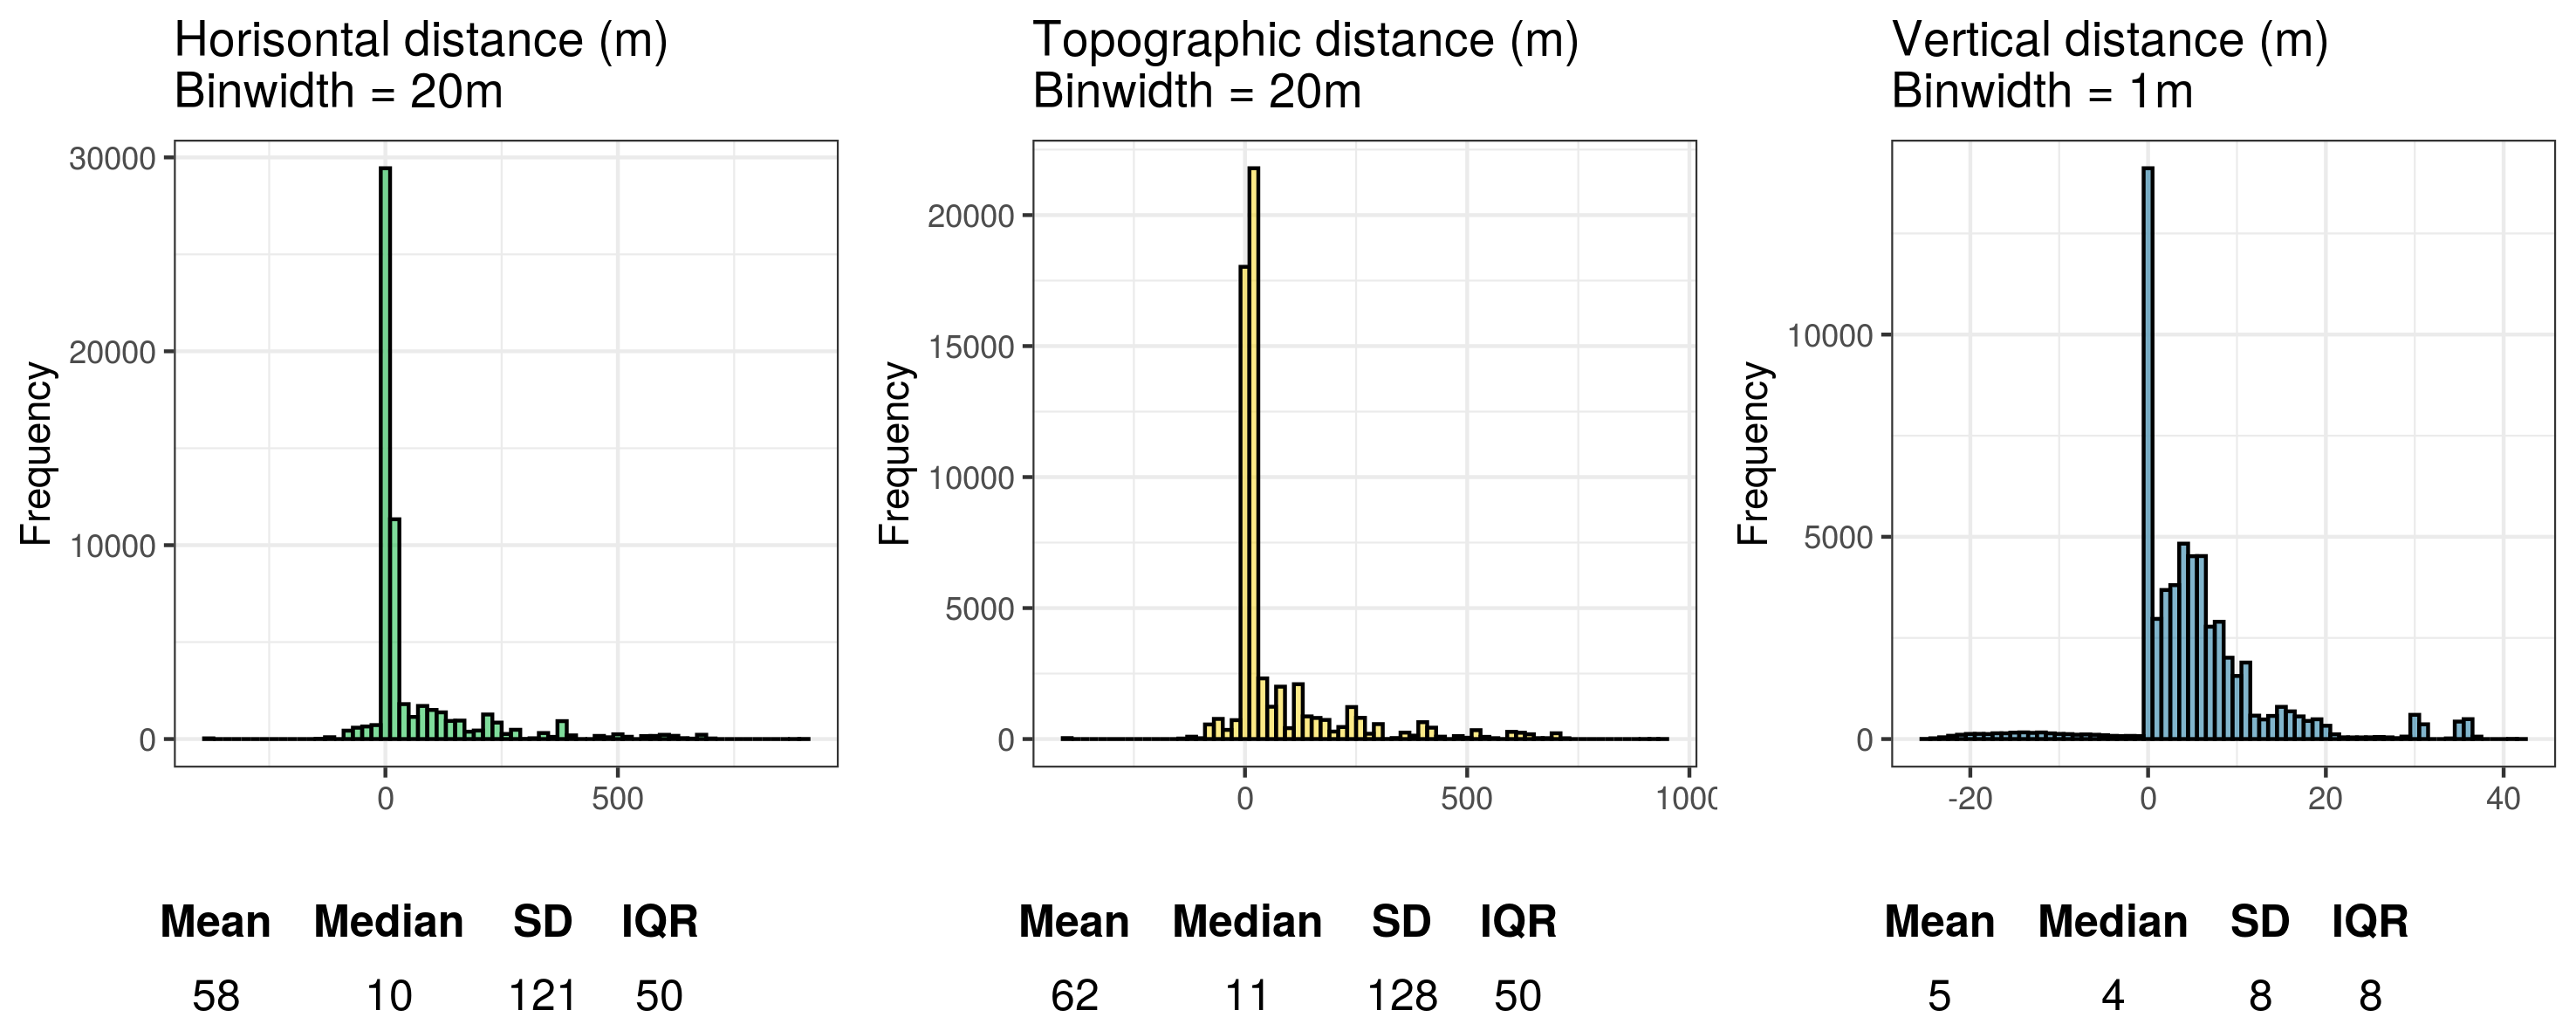 Horisontal distance (m)
Binwidth = 20m
Frequency
30000
20000
10000
0
0 500
Mean Median SD IQR
58 10 121 50
Topographic distance (m)
Binwidth = 20m
Frequency
20000
15000
10000
5000
0
0 500 100
Mean Median SD IQR
62 11 128 50
Vertical distance (m)
Binwidth = 1m
Frequency
10000
5000
0
-20 0 20 40
Mean Median SD IQR
5 4 8 8